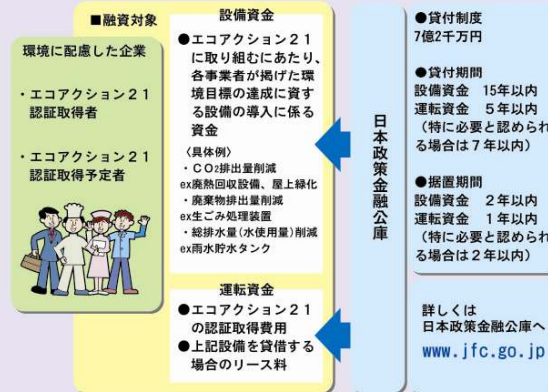 ■融資対象
環境に配慮した企業
・エコアクション２１
認証取得者
・エコアクション２１
認証取得予定者
設備資金
●エコアクション２１
に取り組むにあたり、
各事業者が掲げた環
境目標の達成に資す
る設備の導入に係る
資金
〈具体例〉
・ＣＯ2排出量削減
ex廃熱回収設備、屋上緑化
・廃棄物排出量削減
ex生ごみ処理装置
・総排水量(水使用量)削減
ex雨水貯水タンク
運転資金
●エコアクション２１
の認証取得費用
●上記設備を貸借する
場合のリース料
日本政策金融公庫
●貸付制度
7億2千万円
●貸付期間
設備資金　15年以内
運転資金　５年以内
（特に必要と認められ
る場合は７年以内）
●据置期間
設備資金　２年以内
運転資金　１年以内
（特に必要と認められ
る場合は２年以内）
詳しくは
日本政策金融公庫へ
www.jfc.go.jp